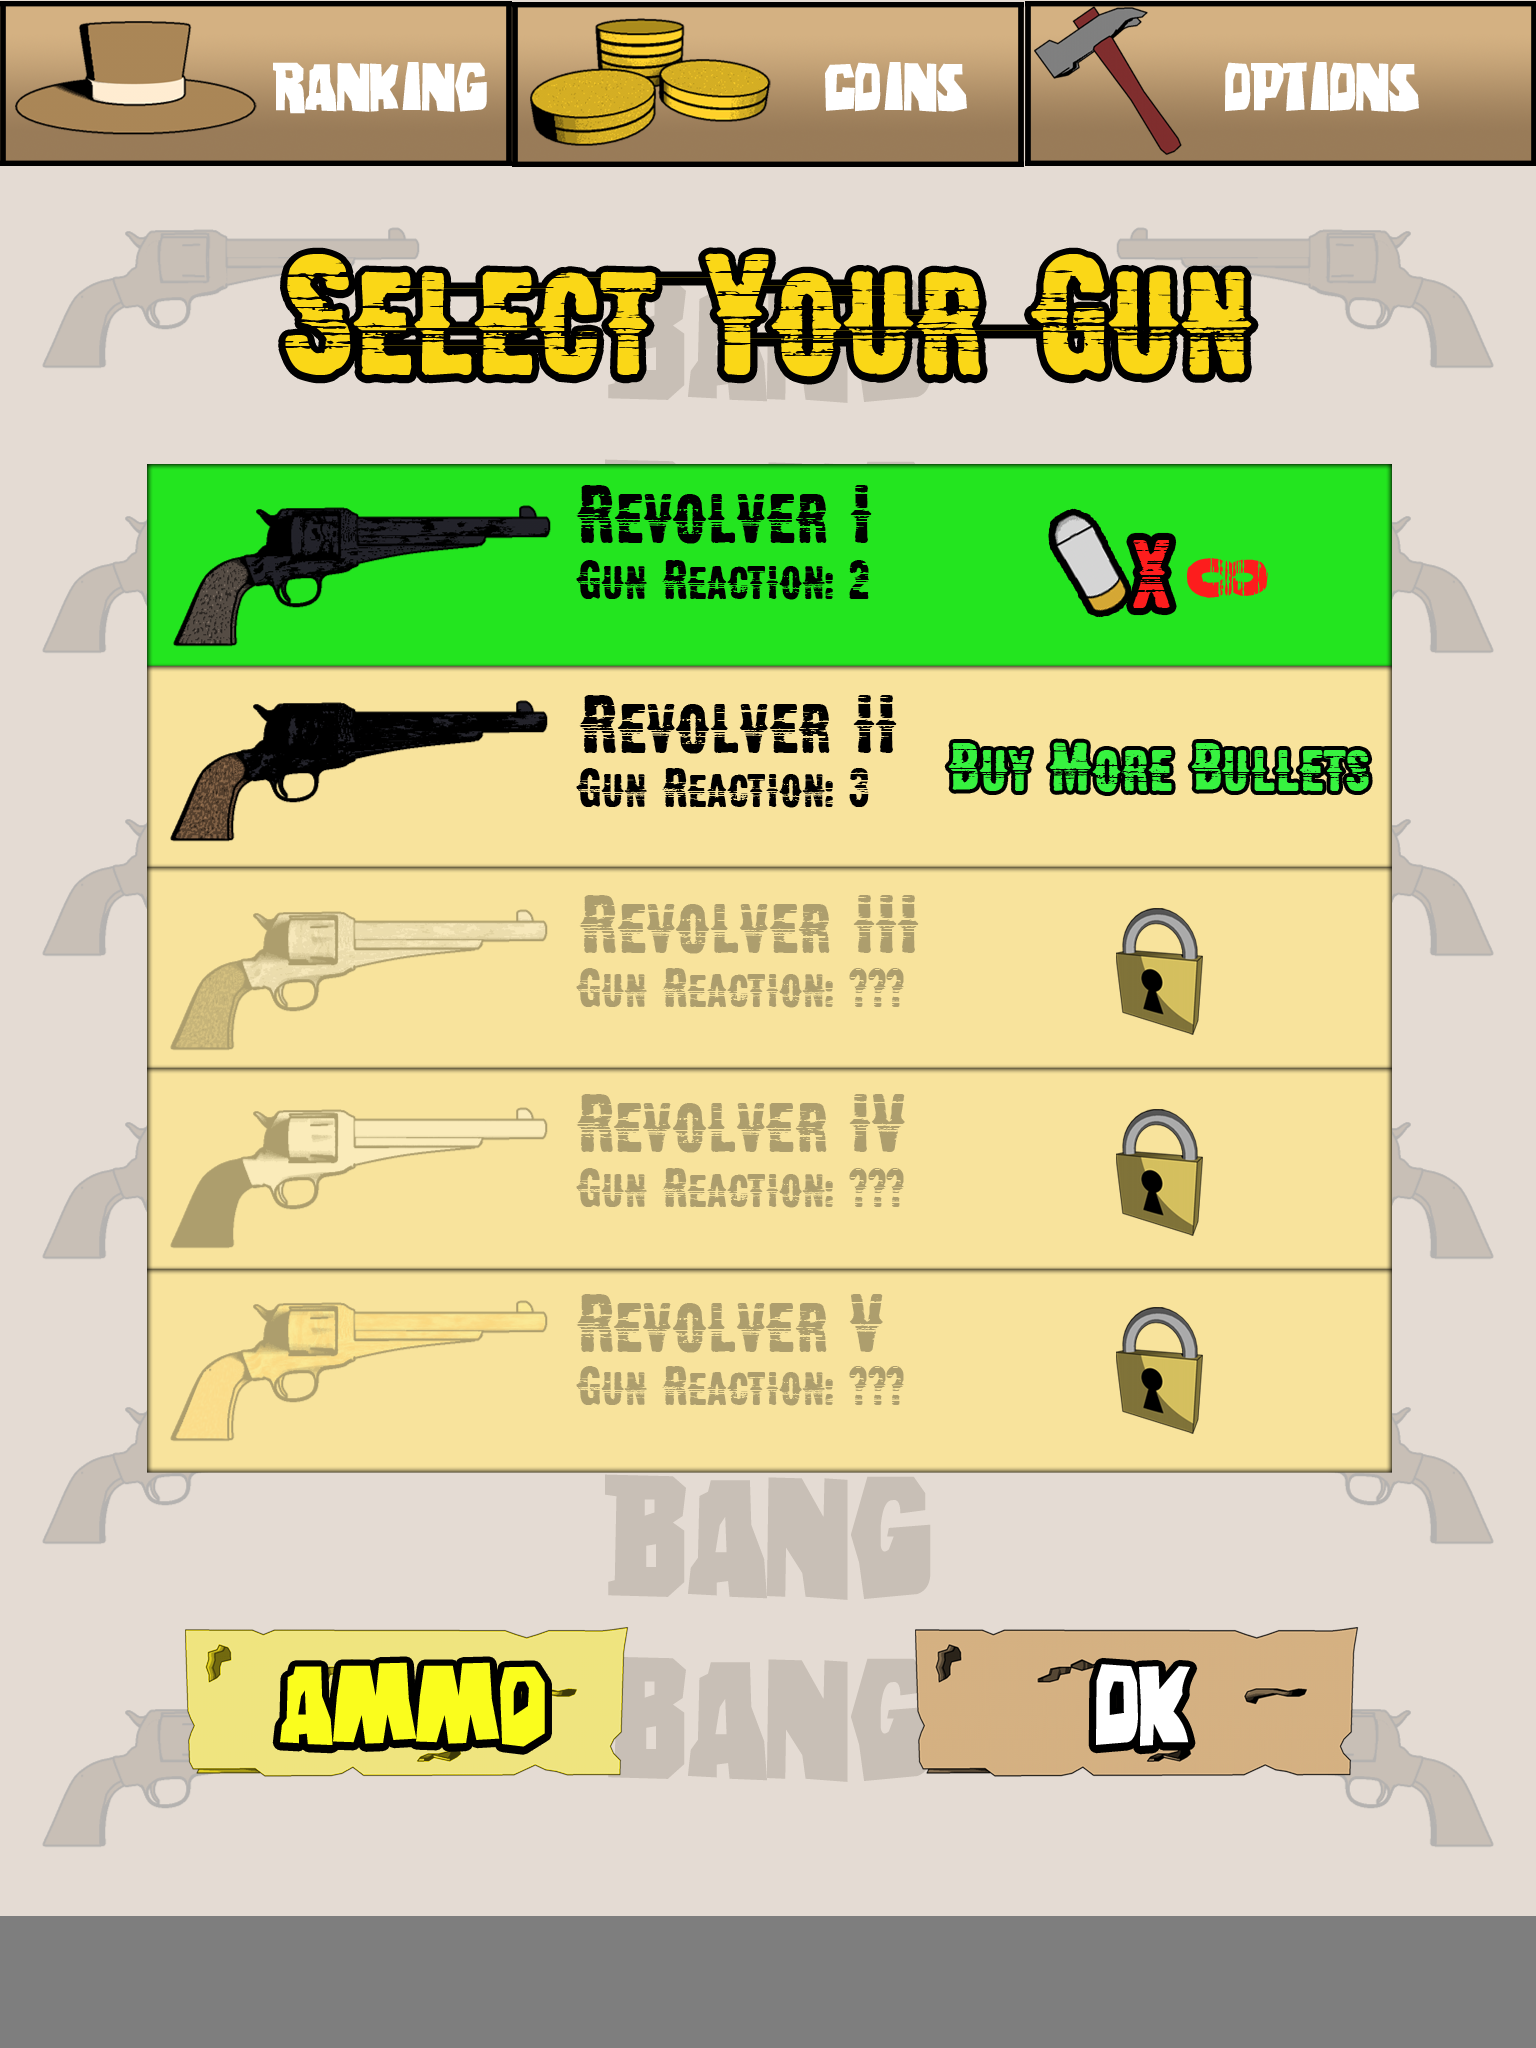 RANKING
COINS
OPTIONS
SELECT YOUR GUN
REVOLVER I
GUN REACTION: 2
X ∞
REVOLVER II
GUN REACTION: 3
BUY MORE BULLETS
REVOLVER III
GUN REACTION: ???
REVOLVER IV
GUN REACTION: ???
REVOLVER V
GUN REACTION: ???
BANG
BANG
AMMO
OK